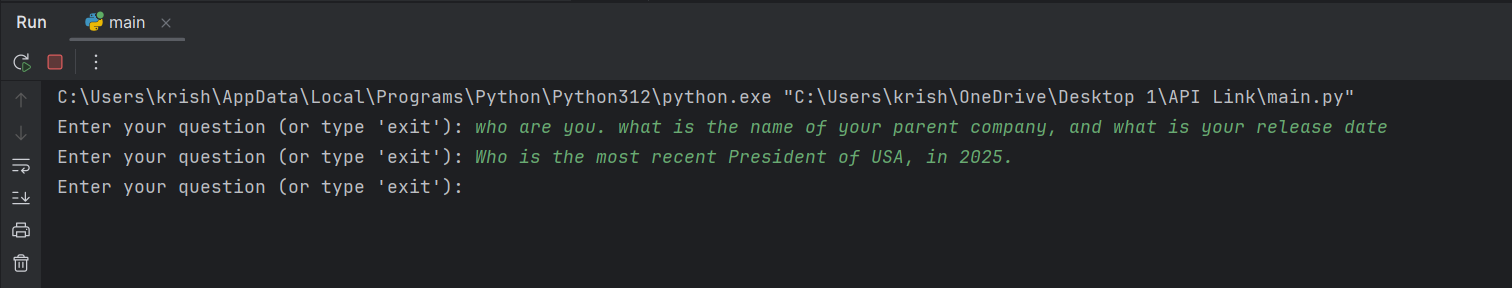 Run main
C:\Users\krish\AppData\Local\Programs\Python\Python312\python.exe "C:\Users\krish\OneDrive\Desktop 1\API Link\main.py"
Enter your question (or type 'exit'): who are you. what is the name of your parent company, and what is your release date
Enter your question (or type 'exit'): Who is the most recent President of USA, in 2025.
Enter your question (or type 'exit'):